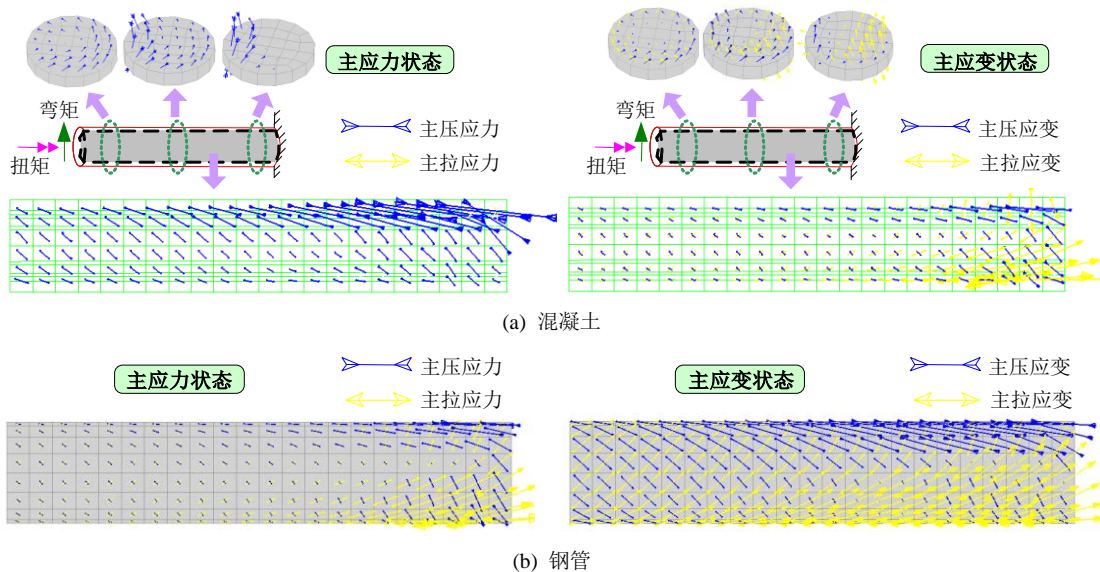 主应力状态
弯矩
扭矩
主压应力
主拉应力
主应变状态
弯矩
扭矩
主压应变
主拉应变
(a) 混凝土
主应力状态
主压应力
主拉应力
主应变状态
主压应变
主拉应变
(b) 钢管